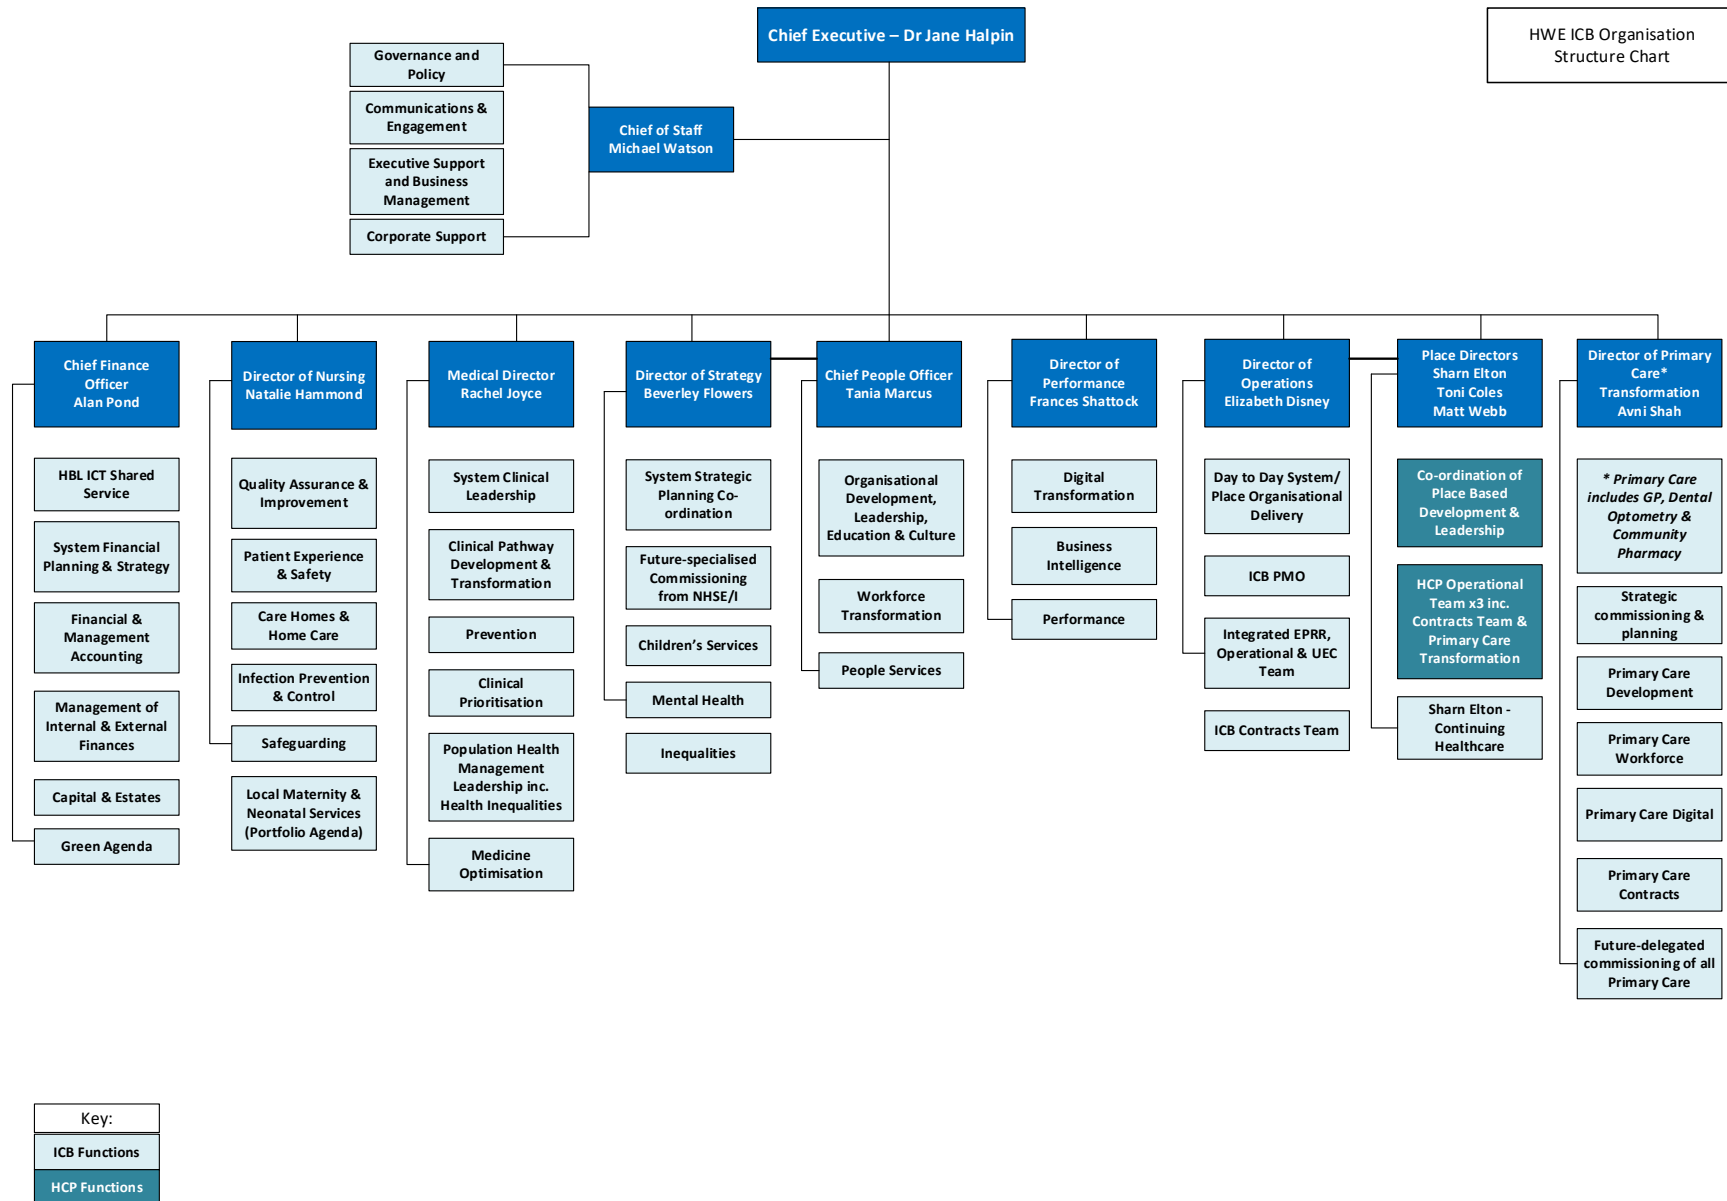 Chief Executive – Dr Jane Halpin
HWE ICB Organisation
Structure Chart
Governance and
Policy
Communications &
Engagement
Executive Support
and Business
Management
Corporate Support
Chief of Staff
Michael Watson
Chief Finance
Officer
Alan Pond
HBL ICT Shared
Service
System Financial
Planning & Strategy
Financial &
Management
Accounting
Management of
Internal & External
Finances
Capital & Estates
Green Agenda
Director of Nursing
Natalie Hammond
Quality Assurance &
Improvement
Patient Experience
& Safety
Care Homes &
Home Care
Infection Prevention
& Control
Safeguarding
Local Maternity &
Neonatal Services
(Portfolio Agenda)
Medical Director
Rachel Joyce
System Clinical
Leadership
Clinical Pathway
Development &
Transformation
Prevention
Clinical
Prioritisation
Population Health
Management
Leadership inc.
Health Inequalities
Medicine
Optimisation
Director of Strategy
Beverley Flowers
System Strategic
Planning Co-
ordination
Future-specialised
Commissioning
from NHSE/I
Children’s Services
Mental Health
Inequalities
Chief People Officer
Tania Marcus
Organisational
Development,
Leadership,
Education & Culture
Workforce
Transformation
People Services
Director of
Performance
Frances Shattock
Digital
Transformation
Business
Intelligence
Performance
Director of
Operations
Elizabeth Disney
Day to Day System/
Place Organisational
Delivery
ICB PMO
Integrated EPRR,
Operational & UEC
Team
ICB Contracts Team
Place Directors
Sharn Elton
Toni Coles
Matt Webb
Co-ordination of
Place Based
Development &
Leadership
HCP Operational
Team x3 inc.
Contracts Team &
Primary Care
Transformation
Sharn Elton -
Continuing
Healthcare
Director of Primary
Care*
Transformation
Avni Shah
* Primary Care
includes GP, Dental
Optometry &
Community
Pharmacy
Strategic
commissioning &
planning
Primary Care
Development
Primary Care
Workforce
Primary Care Digital
Primary Care
Contracts
Future-delegated
commissioning of all
Primary Care
Key:
ICB Functions
HCP Functions